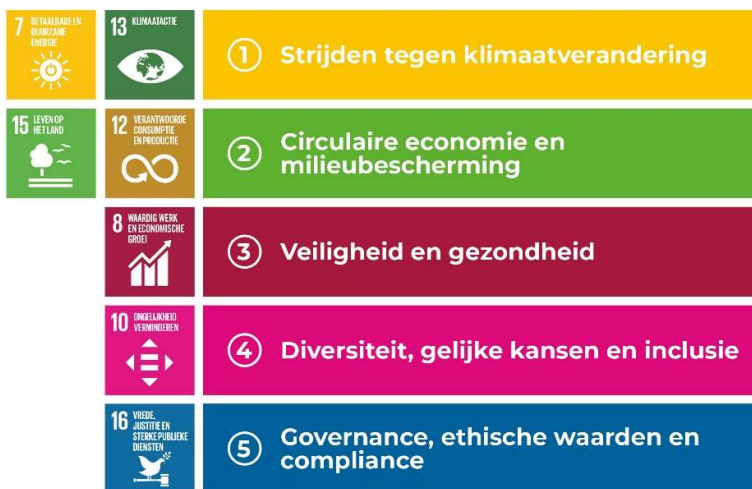 7 BETAALBARE EN
DUURZAME
ENERGIE
13 KLIMAATACTIE
1 Strijden tegen klimaatverandering
15 LEVEN OP
HET LAND
12 VERANTWOORDE
CONSUMPTIE
EN PRODUCTIE
2 Circulaire economie en
milieubescherming
8 WAARDIG WERK
EN ECONOMISCHE
GROEI
3 Veiligheid en gezondheid
10 ONGELIJKHEID
VERMINDEREN
4 Diversiteit, gelijke kansen en inclusie
16 VREDE,
JUSTITIE EN
STERKE PUBLIEKE
DIENSTEN
5 Governance, ethische waarden en
compliance